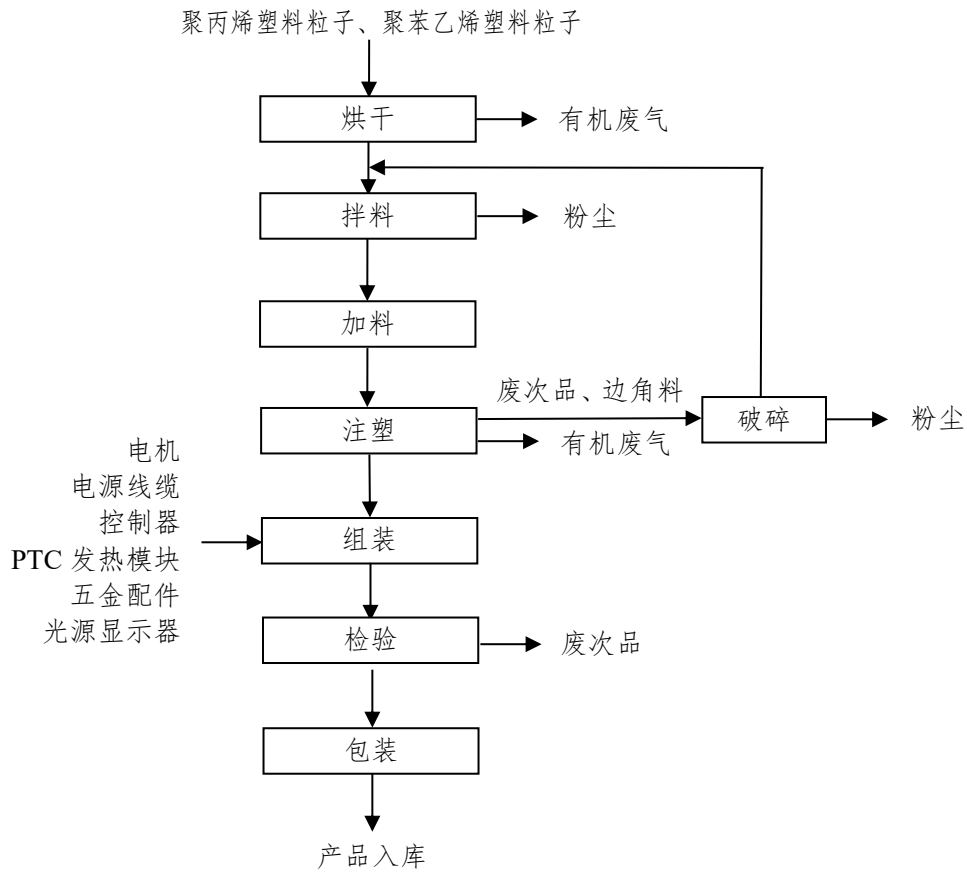 聚丙烯塑料粒子、聚苯乙烯塑料粒子
烘干
有机废气
拌料
粉尘
加料
废次品、边角料
注塑
破碎
粉尘
有机废气
电机
电源线缆
控制器
PTC 发热模块
五金配件
光源显示器
组装
检验
废次品
包装
产品入库